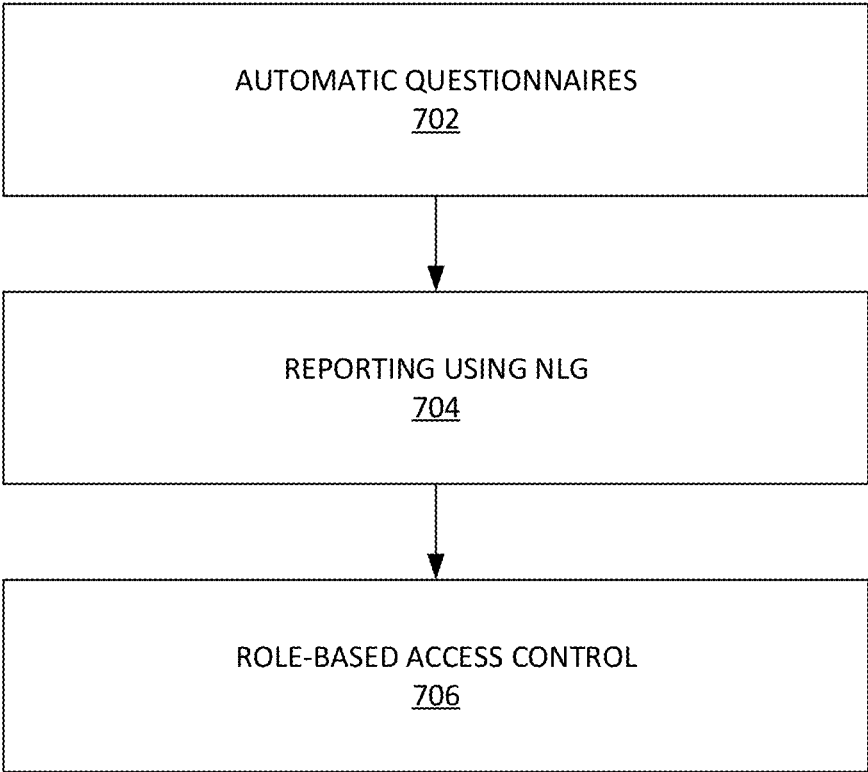 AUTOMATIC QUESTIONNAIRES
702
REPORTING USING NLG
704
ROLE-BASED ACCESS CONTROL
706